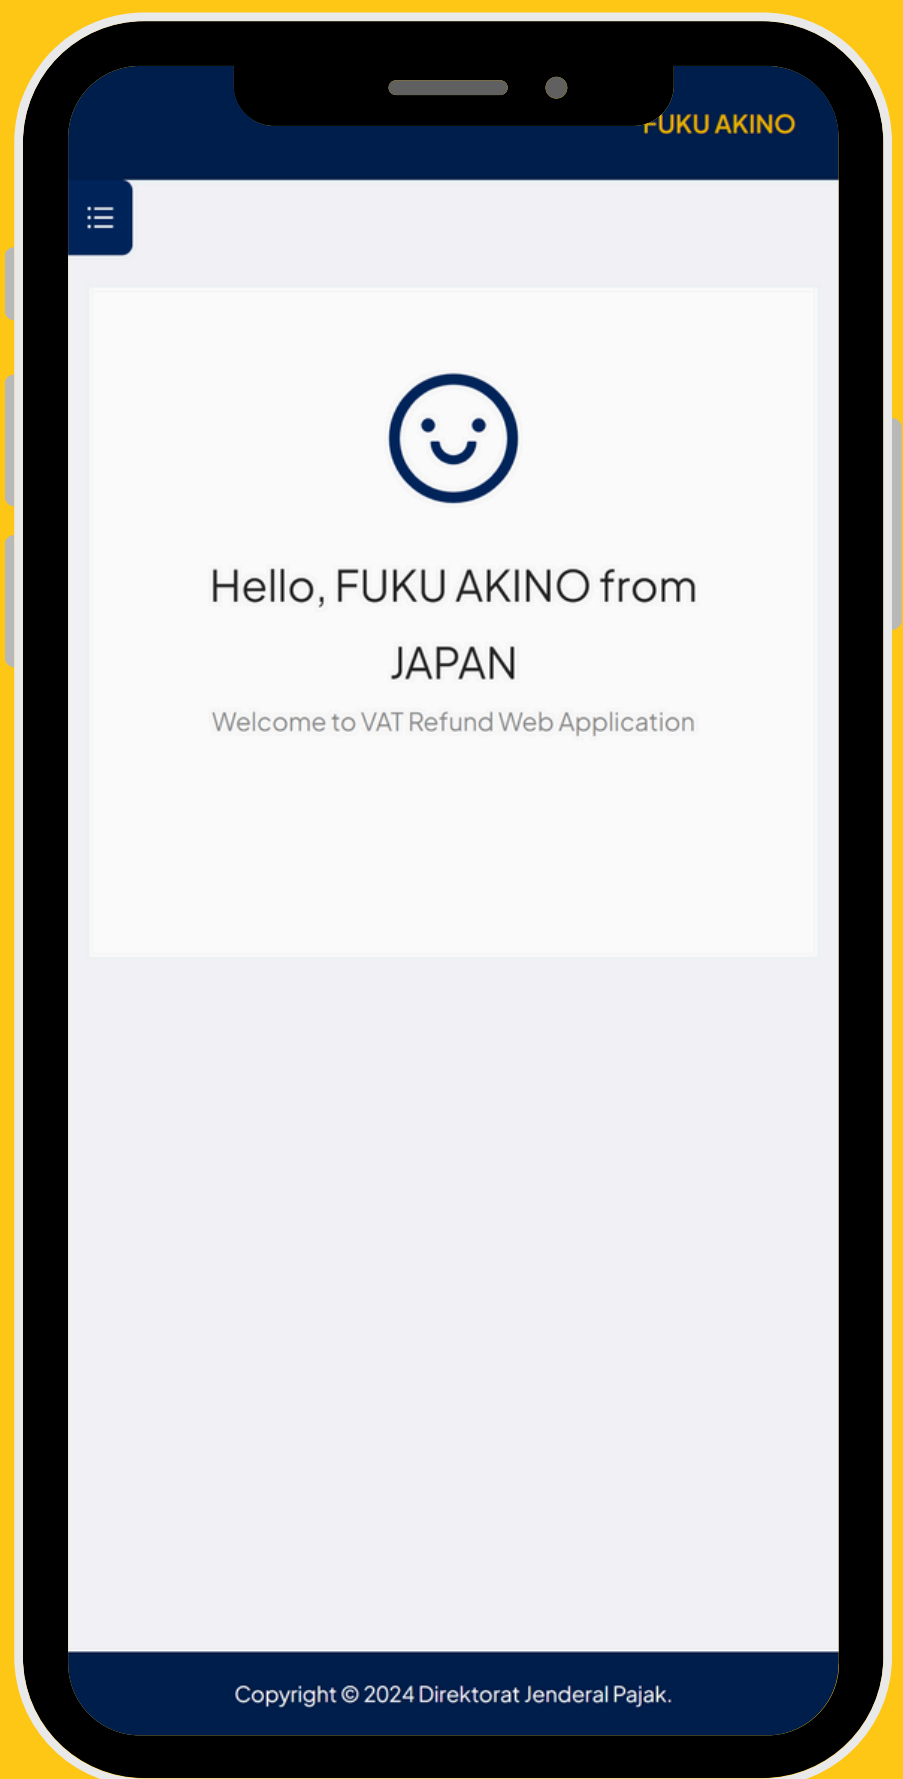 FUKU AKINO
Hello, FUKU AKINO from
JAPAN
Welcome to VAT Refund Web Application
Copyright © 2024 Direktorat Jenderal Pajak.